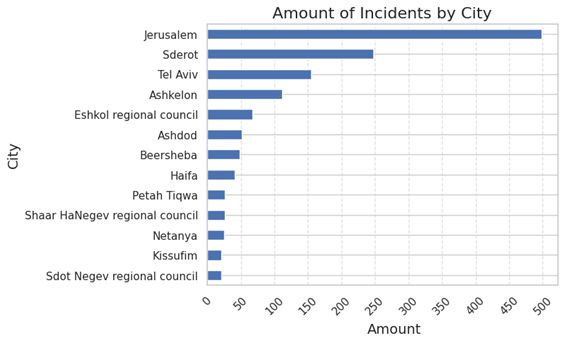 Amount of Incidents by City
City
Jerusalem
Sderot
Tel Aviv
Ashkelon
Eshkol regional council
Ashdod
Beersheba
Haifa
Petah Tiqwa
Shaar HaNegev regional council
Netanya
Kissufim
Sdot Negev regional council
0 50 100 150 200 250 300 350 400 450 500
Amount